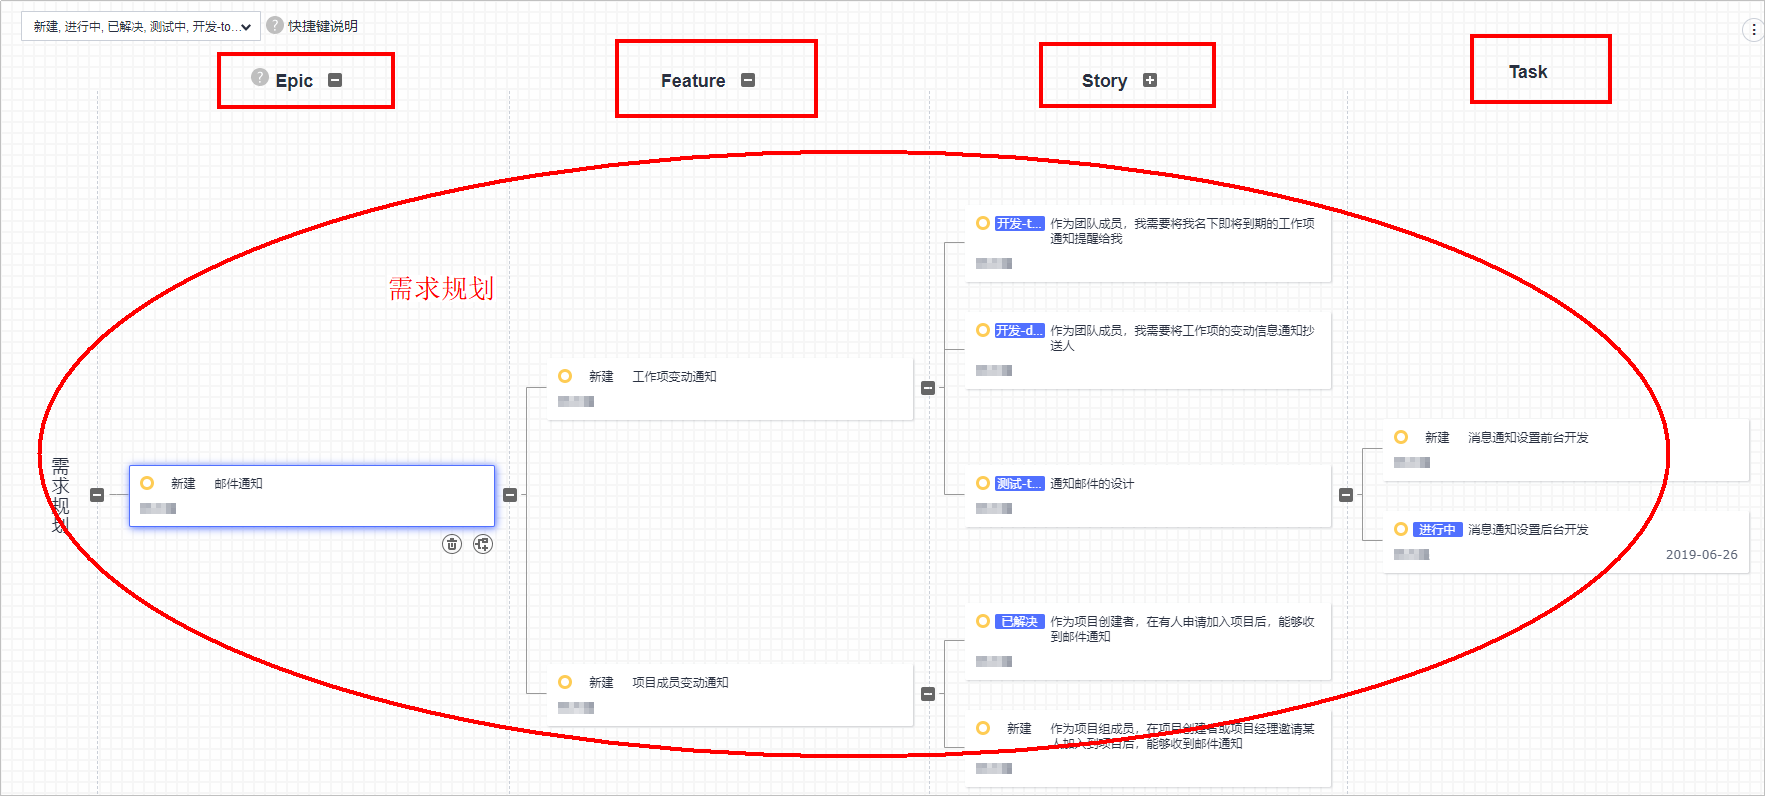 新建, 进行中, 已解决, 测试中, 开发-to...
? 快捷键说明
? Epic
Feature
Story
Task
需求规划
需求规划
新建 邮件通知
新建 工作项变动通知
新建 项目成员变动通知
开发-t... 作为团队成员，我需要将我名下即将到期的工作项
通知提醒给我
开发-d... 作为团队成员，我需要将工作项的变动信息通知抄
送人
测试-t... 通知邮件的设计
已解决 作为项目创建者，在有人申请加入项目后，能够收
到邮件通知
新建 作为项目组成员，在项目创建者或项目经理邀请某
人加入到项目后，能够收到邮件通知
新建 消息通知设置前台开发
进行中 消息通知设置后台开发
2019-06-26